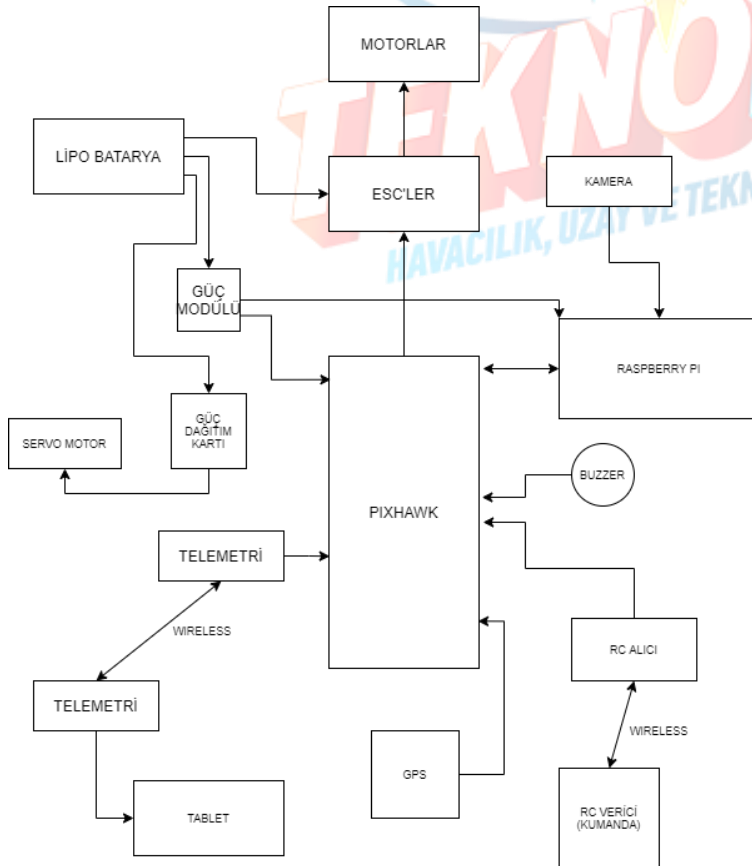 MOTORLAR
TEKNO
HAVACILIK, UZAY VE TEKN
LİPO BATARYA
ESC'LER
KAMERA
GÜÇ
MODÜLÜ
RASPBERRY PI
SERVO MOTOR
GÜÇ
DAĞITIM
KARTI
BUZZER
PIXHAWK
TELEMETRİ
WIRELESS
RC ALICI
TELEMETRİ
WIRELESS
GPS
RC VERİCİ
(KUMANDA)
TABLET